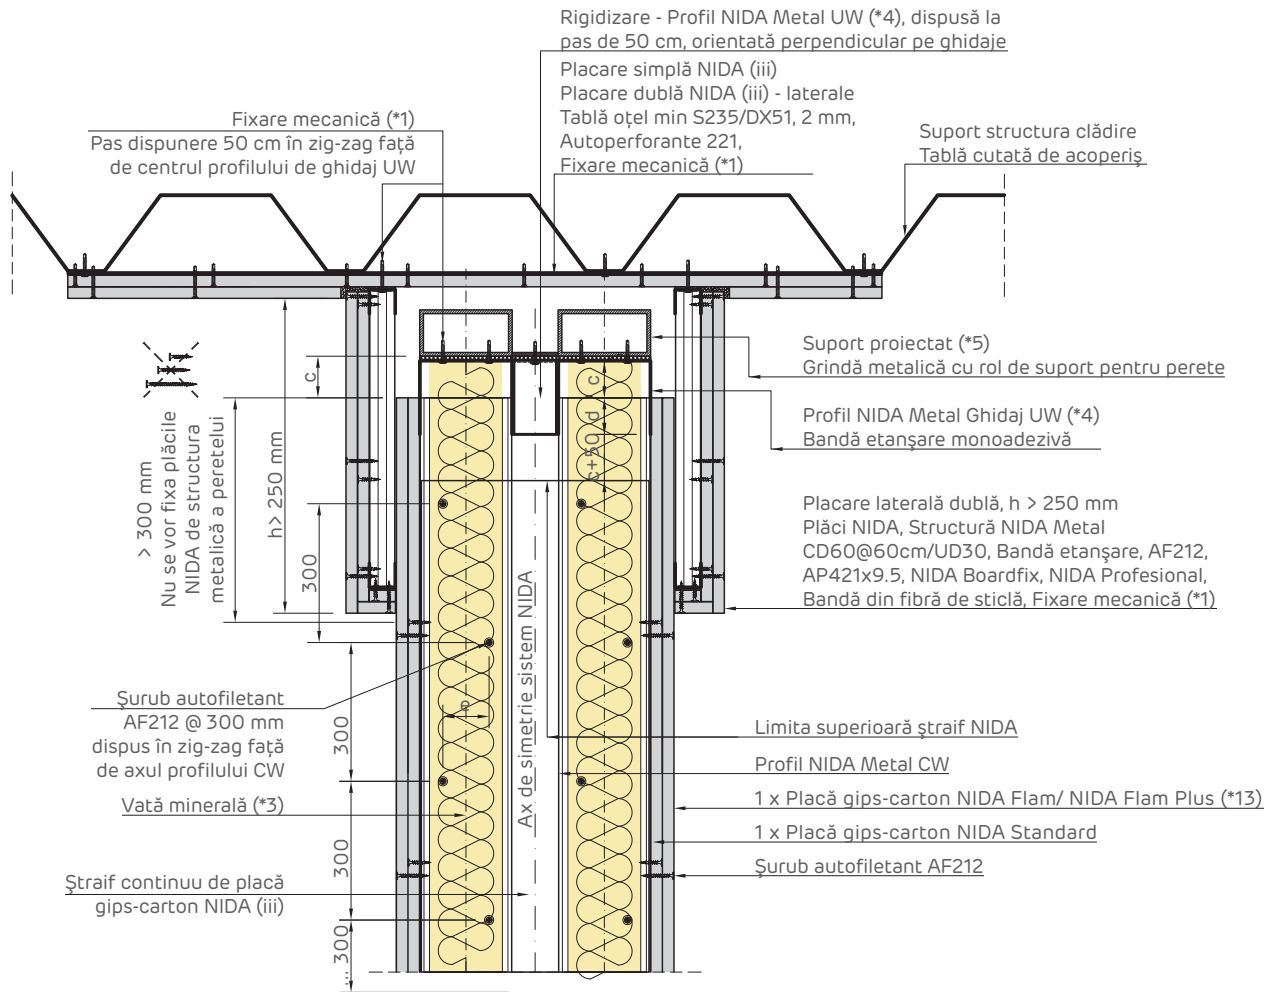 Rigidizare - Profil NIDA Metal UW (*4), dispusă la
pas de 50 cm, orientată perpendicular pe ghidaje
Placare simplă NIDA (iii)
Placare dublă NIDA (iii) - laterale
Tablă oțel min S235/DX51, 2 mm,
Autoperforante 221,
Fixare mecanică (*1)
Fixare mecanică (*1)
Pas dispunere 50 cm în zig-zag față
de centrul profilului de ghidaj UW
Suport structura clădire
Tablă cutată de acoperiş
Suport proiectat (*5)
Grindă metalică cu rol de suport pentru perete
Profil NIDA Metal Ghidaj UW (*4)
Bandă etanşare monoadezivă
Placare laterală dublă, h > 250 mm
Plăci NIDA, Structură NIDA Metal
CD60@60cm/UD30, Bandă etanşare, AF212,
AP421x9.5, NIDA Boardfix, NIDA Profesional,
Bandă din fibră de sticlă, Fixare mecanică (*1)
> 300 mm
Nu se vor fixa plăcile
NIDA de structura
metalică a peretelui
h> 250 mm
c
c
d
c+50
300
300
300
... 300
e
Ax de simetrie sistem NIDA
Şurub autofiletant
AF212 @ 300 mm
dispus în zig-zag față
de axul profilului CW
Vată minerală (*3)
Ştraif continuu de placă
gips-carton NIDA (iii)
Limita superioară ştraif NIDA
Profil NIDA Metal CW
1 x Placă gips-carton NIDA Flam/ NIDA Flam Plus (*13)
1 x Placă gips-carton NIDA Standard
Şurub autofiletant AF212